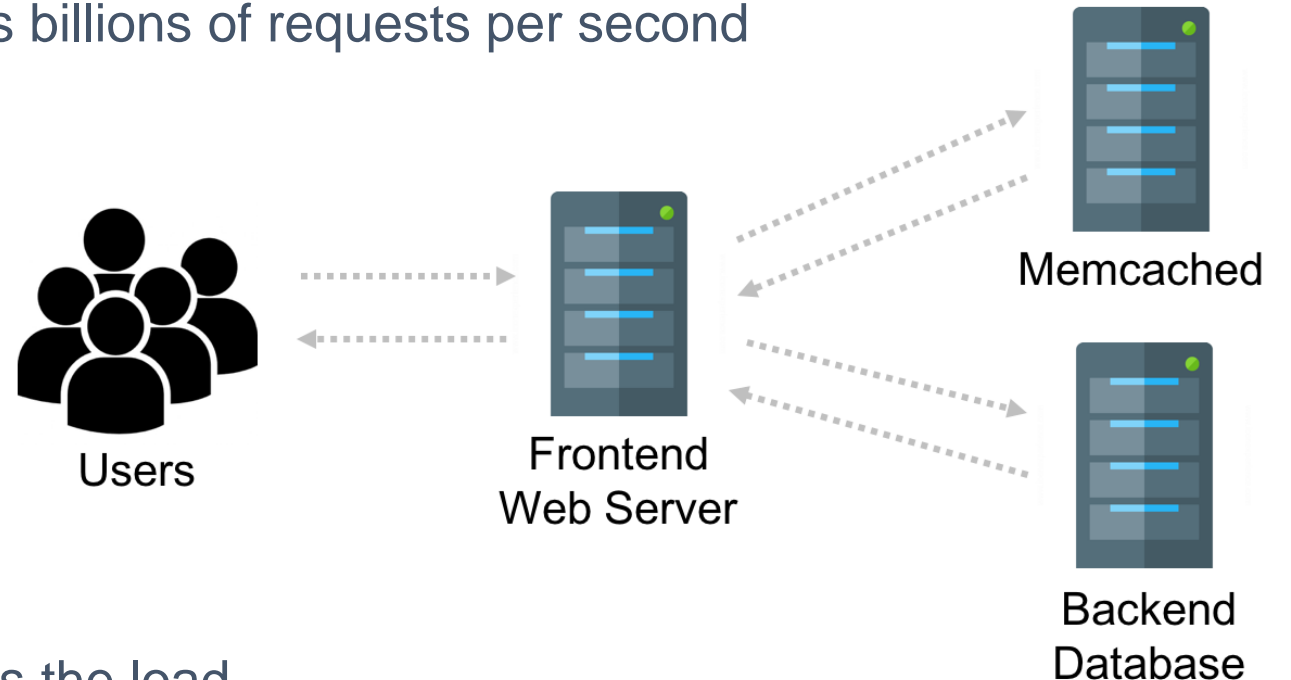 s billions of requests per second
Memcached
Users
Frontend
Web Server
Backend
Database
s the load